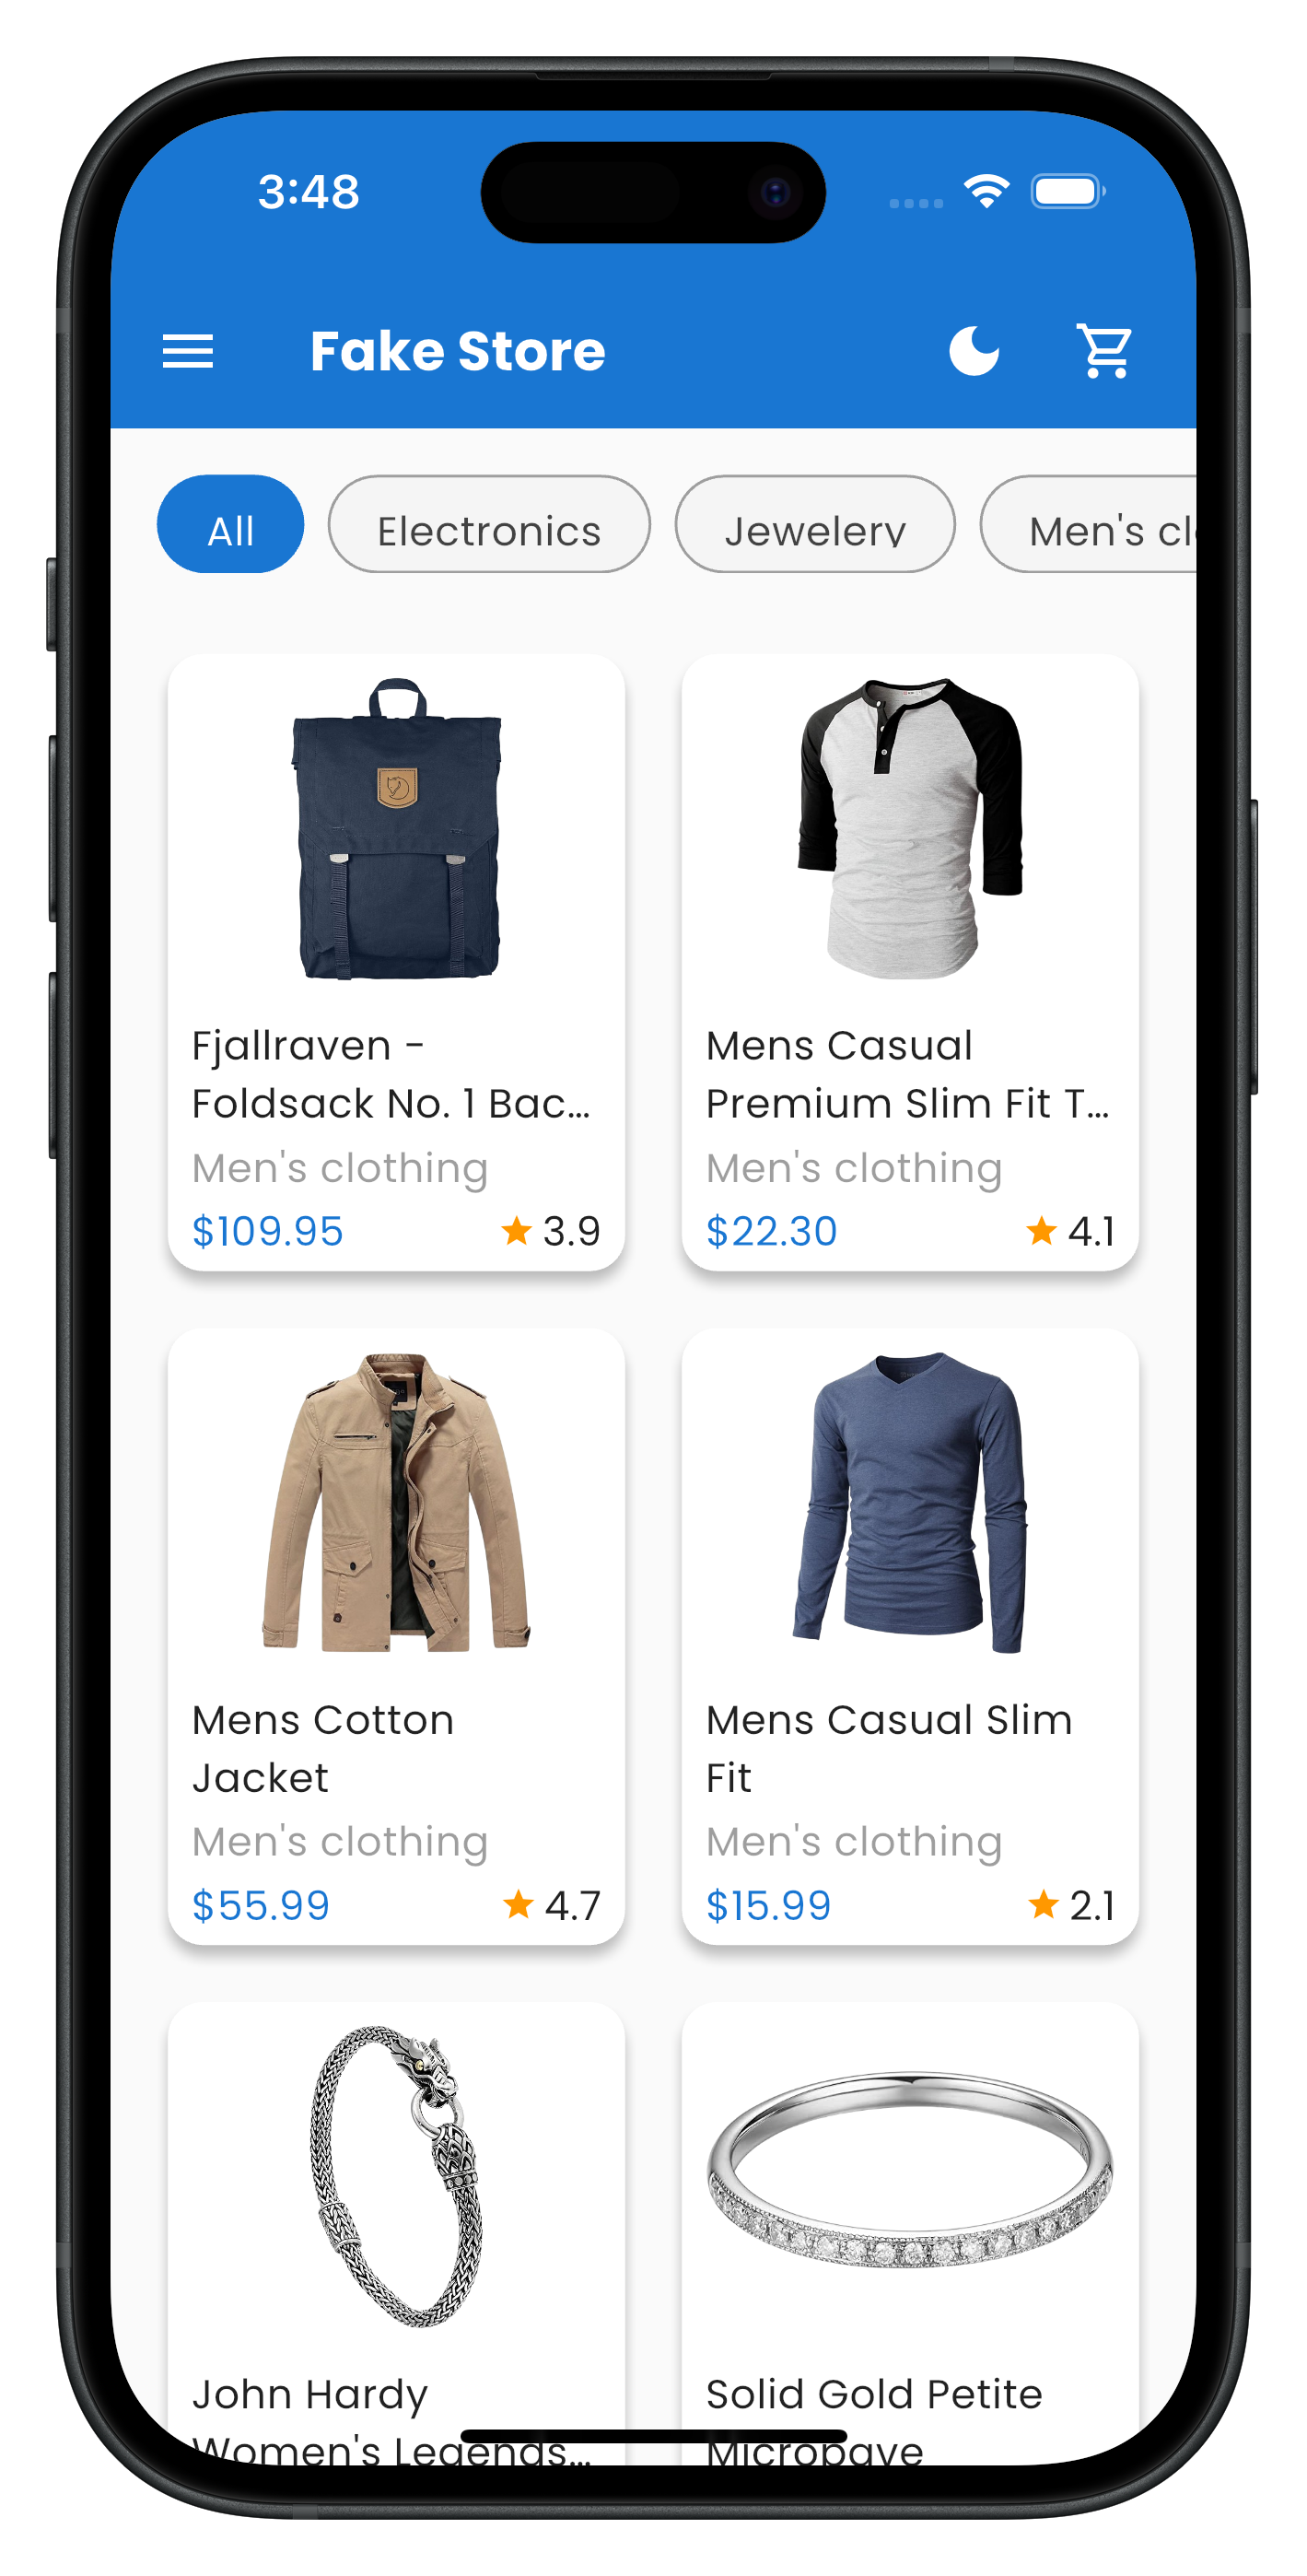 3:48
Fake Store
All
Electronics
Jewelery
Men's cl
Fjallraven -
Foldsack No. 1 Bac...
Men's clothing
$109.95
3.9
Mens Casual
Premium Slim Fit T...
Men's clothing
$22.30
4.1
Mens Cotton
Jacket
Men's clothing
$55.99
4.7
Mens Casual Slim
Fit
Men's clothing
$15.99
2.1
John Hardy
Women's Legends...
Solid Gold Petite
Micropave